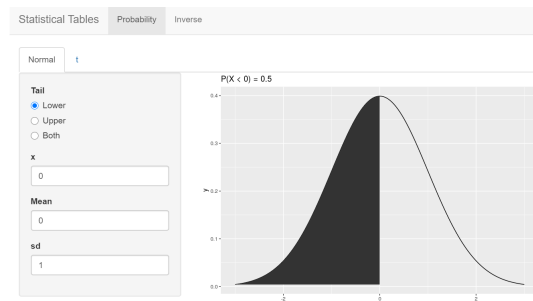 Statistical Tables Probability Inverse
Normal t
Tail
Lower
Upper
Both
x
0
Mean
0
sd
1
P(X < 0) = 0.5
0.4
0.3
0.2
0.1
0.0
y
-2 0 2